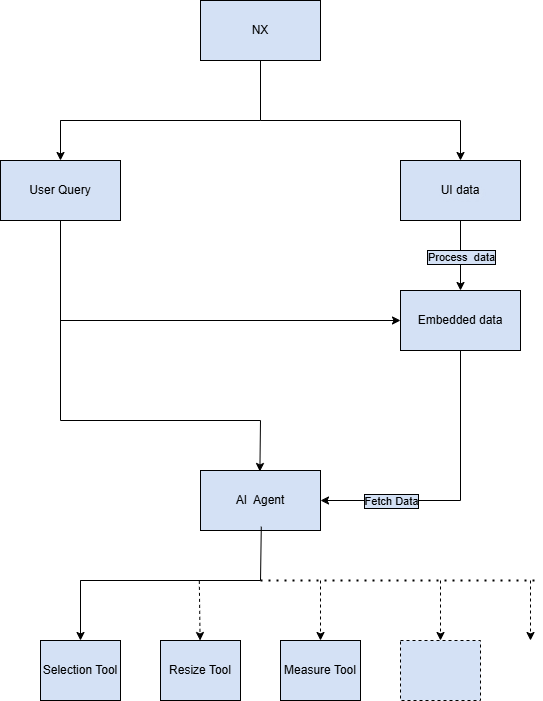 NX
User Query
UI data
Process data
Embedded data
AI Agent
Fetch Data
Selection Tool
Resize Tool
Measure Tool